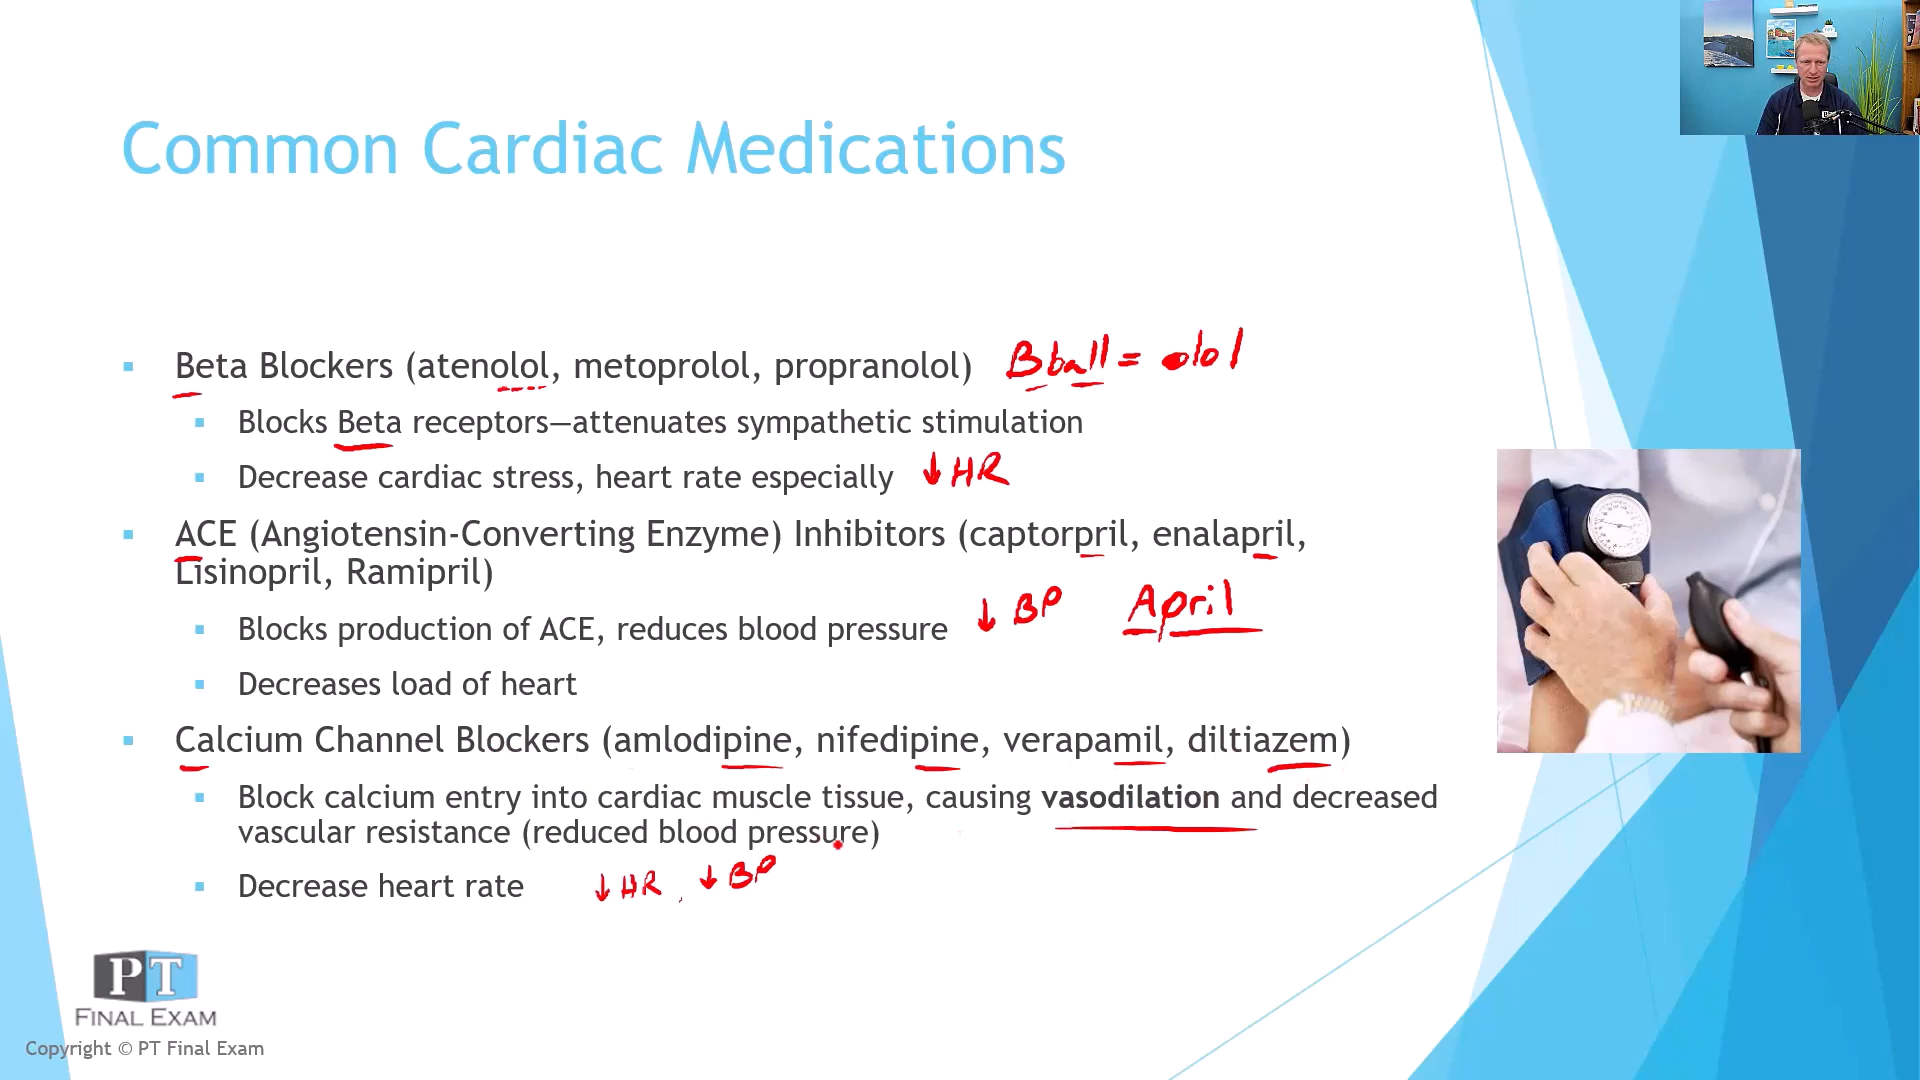 Common Cardiac Medications
Beta Blockers (atenolol, metoprolol, propranolol) Bball = olol
Blocks Beta receptors—attenuates sympathetic stimulation
Decrease cardiac stress, heart rate especially ↓ HR
ACE (Angiotensin-Converting Enzyme) Inhibitors (captorpril, enalapril,
Lisinopril, Ramipril)
Blocks production of ACE, reduces blood pressure ↓ BP April
Decreases load of heart
Calcium Channel Blockers (amlodipine, nifedipine, verapamil, diltiazem)
Block calcium entry into cardiac muscle tissue, causing vasodilation and decreased
vascular resistance (reduced blood pressure)
Decrease heart rate ↓ HR, ↓ BP
PT
FINAL EXAM
Copyright © PT Final Exam